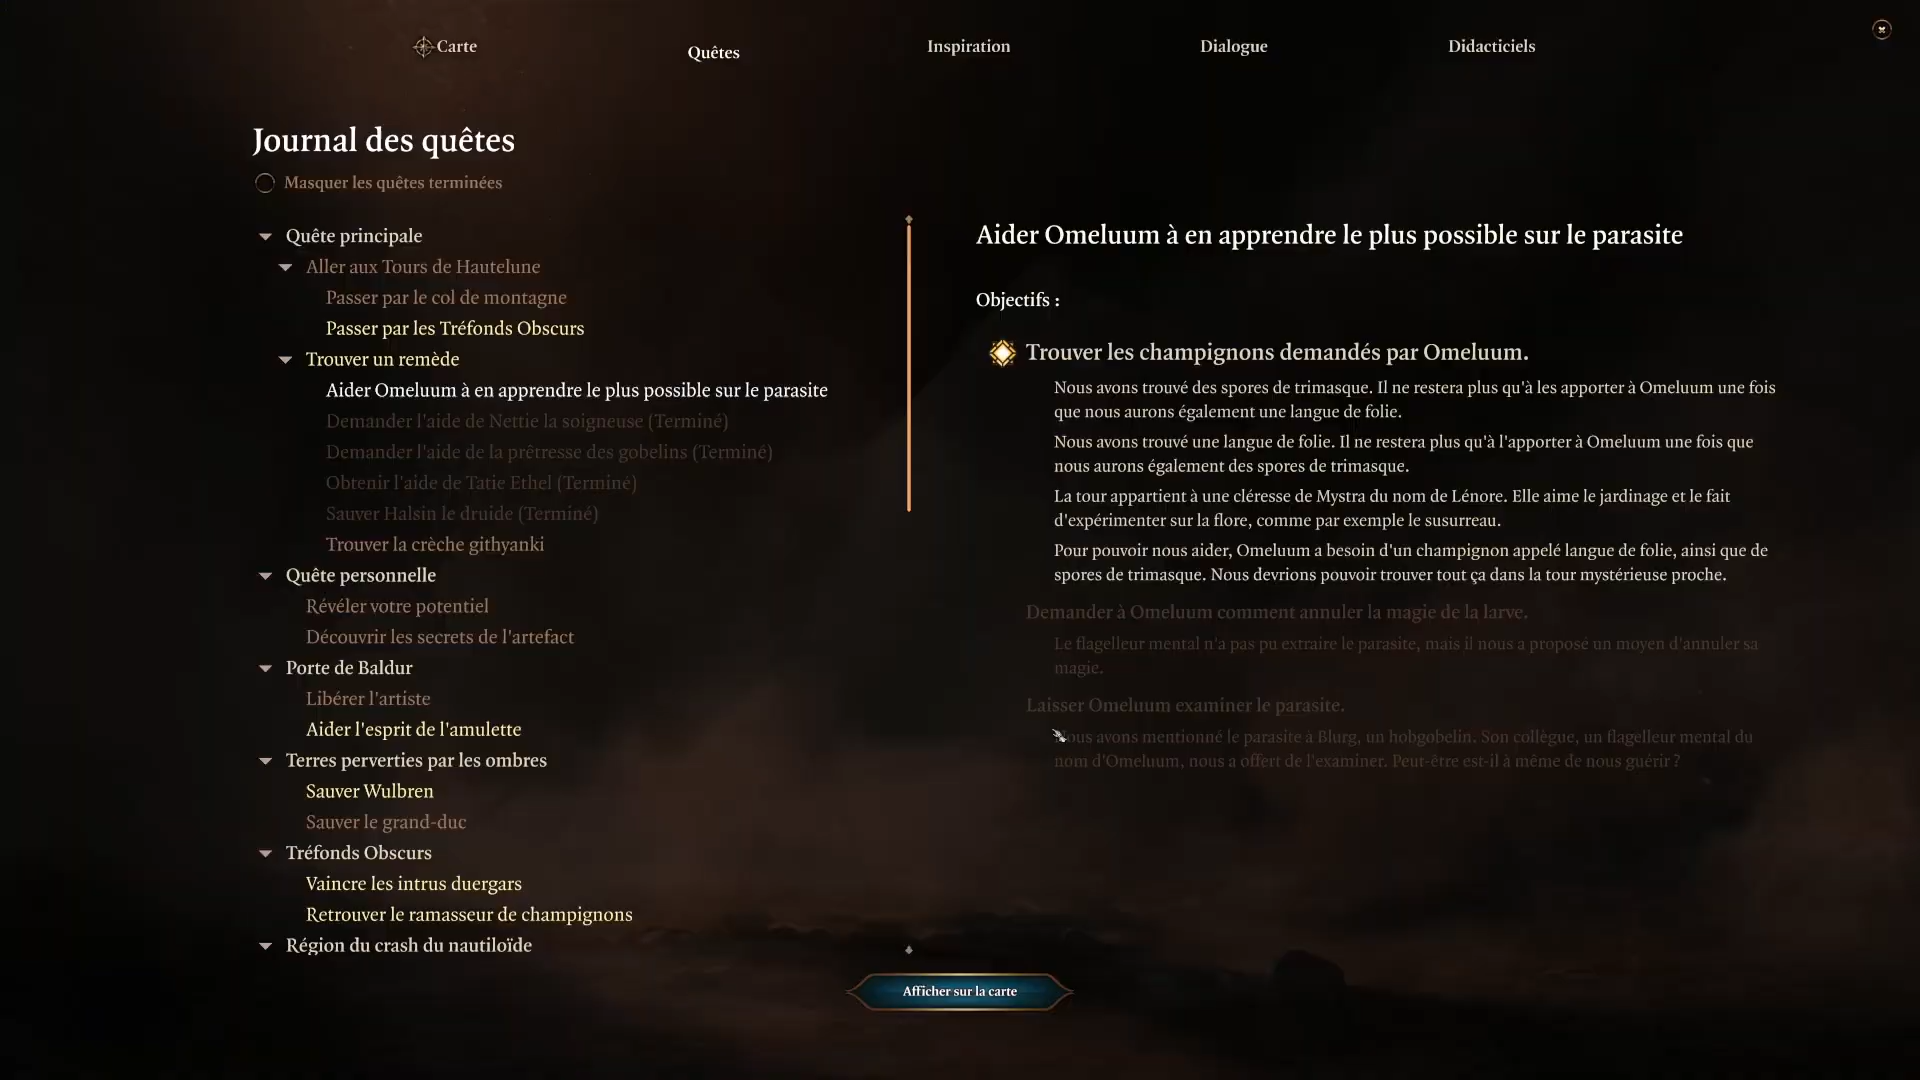 Carte
Quêtes
Inspiration
Dialogue
Didacticiels
Journal des quêtes
Masquer les quêtes terminées
Quête principale
Aller aux Tours de Hautelune
Passer par le col de montagne
Passer par les Tréfonds Obscurs
Trouver un remède
Aider Omeluum à en apprendre le plus possible sur le parasite
Demander l'aide de Nettie la soigneuse (Terminé)
Demander l'aide de la prêtresse des gobelins (Terminé)
Obtenir l'aide de Tatie Ethel (Terminé)
Sauver Halsin le druide (Terminé)
Trouver la crèche githyanki
Quête personnelle
Révéler votre potentiel
Découvrir les secrets de l'artefact
Porte de Baldur
Libérer l'artiste
Aider l'esprit de l'amulette
Terres perverties par les ombres
Sauver Wulbren
Sauver le grand-duc
Tréfonds Obscurs
Vaincre les intrus duergars
Retrouver le ramasseur de champignons
Région du crash du nautiloïde
Aider Omeluum à en apprendre le plus possible sur le parasite
Objectifs :
Trouver les champignons demandés par Omeluum.
Nous avons trouvé des spores de trimasque. Il ne restera plus qu'à les apporter à Omeluum une fois
que nous aurons également une langue de folie.
Nous avons trouvé une langue de folie. Il ne restera plus qu'à l'apporter à Omeluum une fois que
nous aurons également des spores de trimasque.
La tour appartient à une cléresse de Mystra du nom de Lénore. Elle aime le jardinage et le fait
d'expérimenter sur la flore, comme par exemple le susurreau.
Pour pouvoir nous aider, Omeluum a besoin d'un champignon appelé langue de folie, ainsi que de
spores de trimasque. Nous devrions pouvoir trouver tout ça dans la tour mystérieuse proche.
Demander à Omeluum comment annuler la magie de la larve.
Le flagelleur mental n'a pas pu extraire le parasite, mais il nous a proposé un moyen d'annuler sa
magie.
Laisser Omeluum examiner le parasite.
Nous avons mentionné le parasite à Blurg, un hobgobelin. Son collègue, un flagelleur mental du
nom d'Omeluum, nous a offert de l'examiner. Peut-être est-il à même de nous guérir ?
Afficher sur la carte